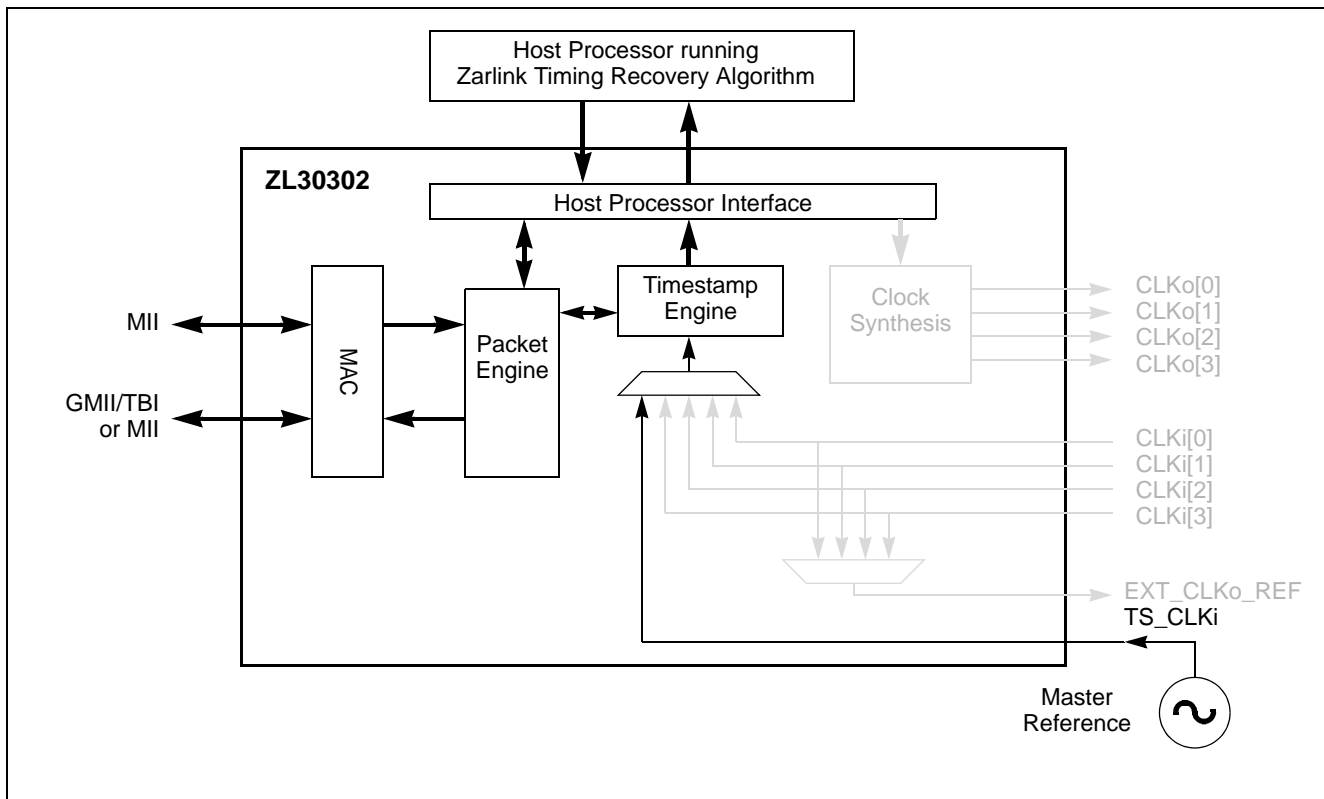 Host Processor running
Zarlink Timing Recovery Algorithm
ZL30302
Host Processor Interface
MII
GMII/TBI
or MII
MAC
Packet
Engine
Timestamp
Engine
Clock
Synthesis
CLKo[0]
CLKo[1]
CLKo[2]
CLKo[3]
CLKi[0]
CLKi[1]
CLKi[2]
CLKi[3]
EXT_CLKo_REF
TS_CLKi
Master
Reference